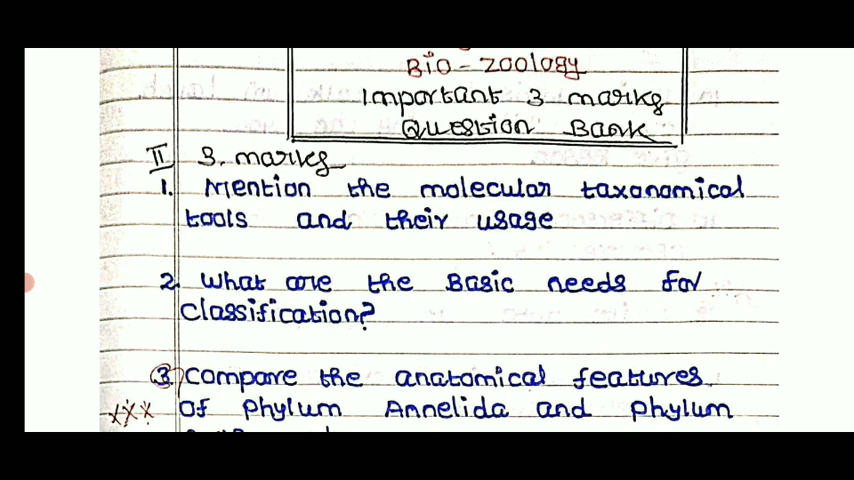 Bio - Zoology
Important 3 marks
Question Bank
II 3. marks
1. Mention the molecular taxonomical
tools and their usage
2. What are the Basic needs for
classification?
3. Compare the anatomical features
xxx of phylum Annelida and phylum